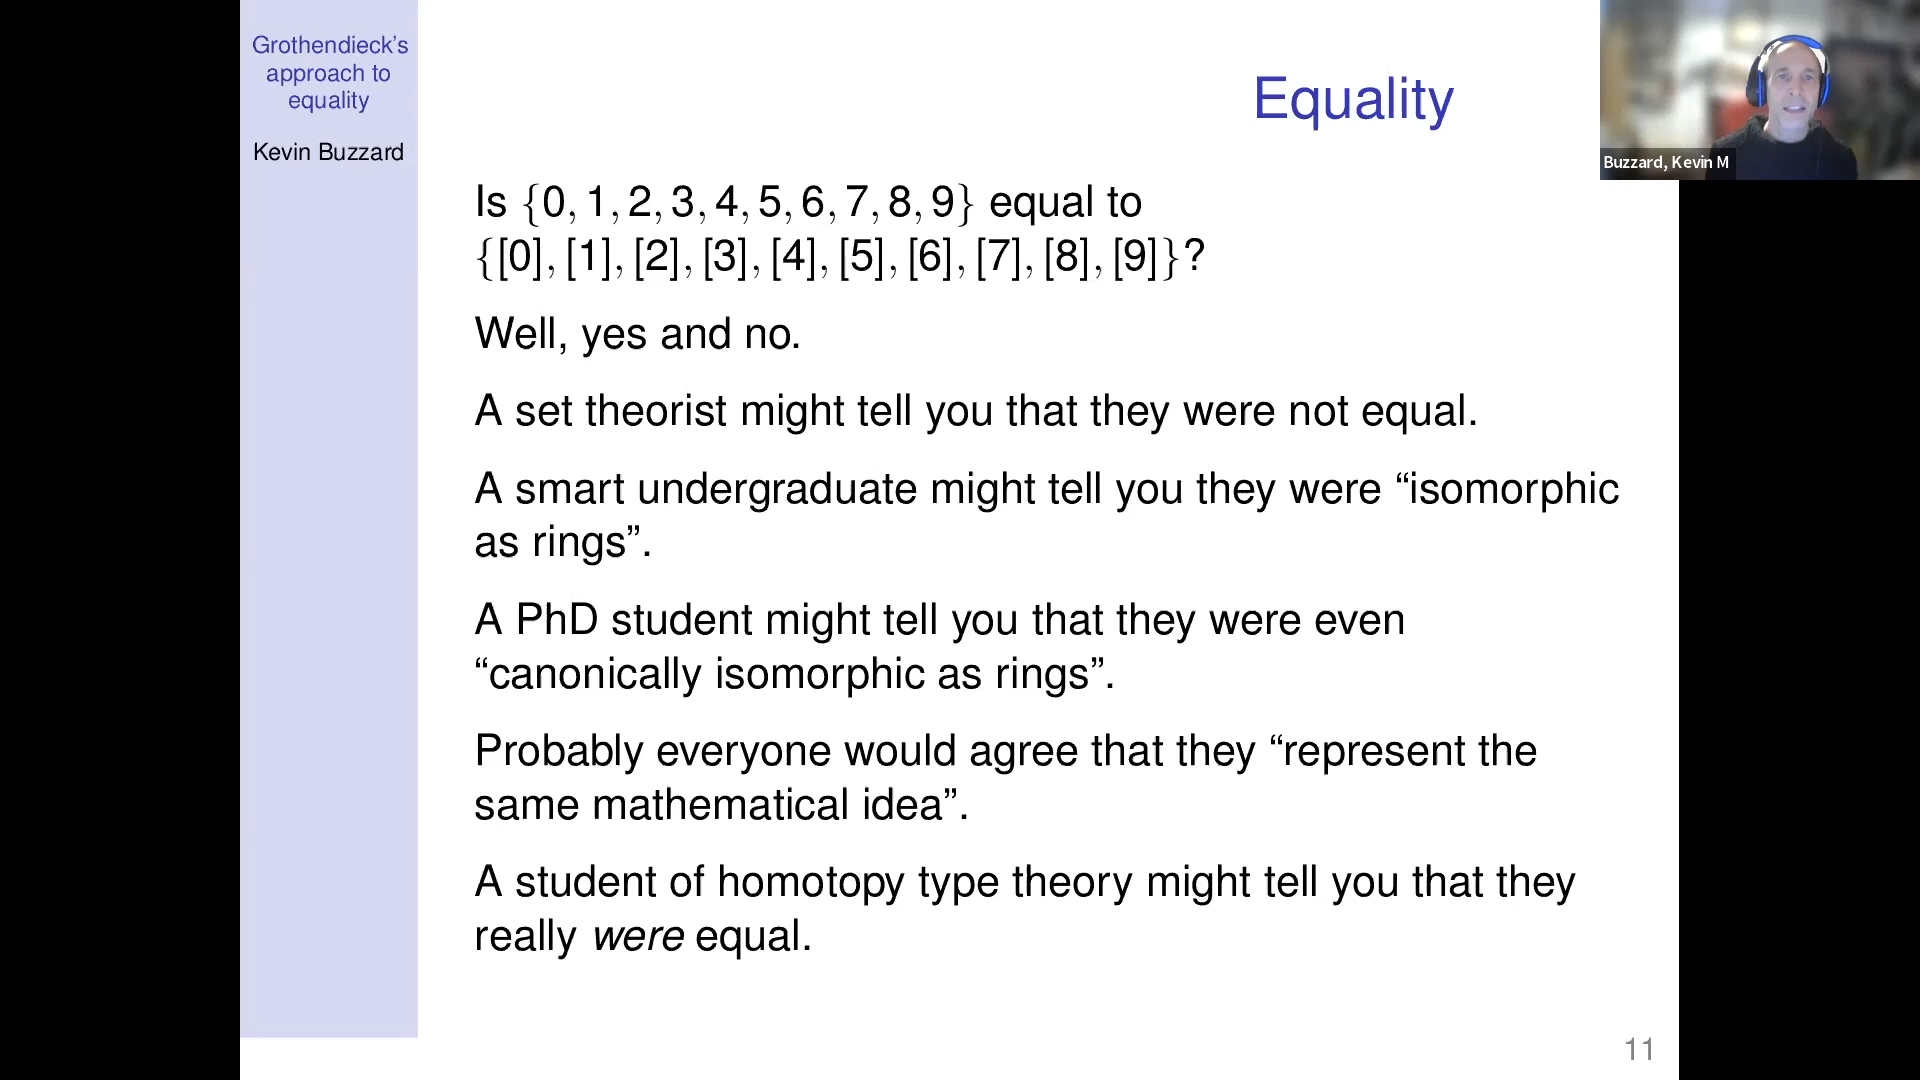 Grothendieck's
approach to
equality
Kevin Buzzard
Equality
Buzzard, Kevin M
Is {0, 1, 2, 3, 4, 5, 6, 7, 8, 9} equal to
{[0], [1], [2], [3], [4], [5], [6], [7], [8], [9]}?
Well, yes and no.
A set theorist might tell you that they were not equal.
A smart undergraduate might tell you they were “isomorphic
as rings”.
A PhD student might tell you that they were even
“canonically isomorphic as rings”.
Probably everyone would agree that they “represent the
same mathematical idea”.
A student of homotopy type theory might tell you that they
really were equal.
11